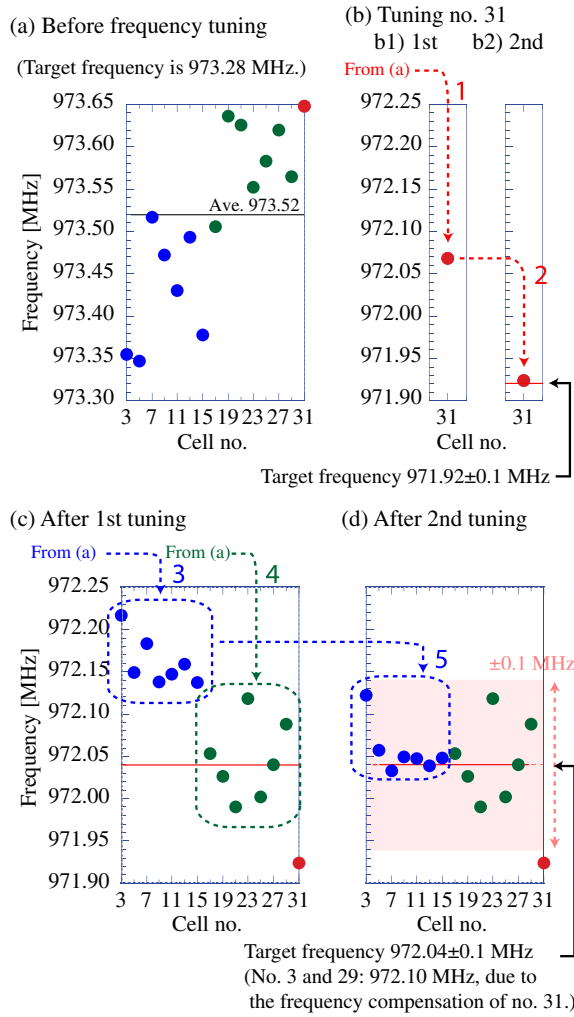 (a) Before frequency tuning
(Target frequency is 973.28 MHz.)
973.65
973.60
973.55
973.50
973.45
973.40
973.35
973.30
Frequency [MHz]
Ave. 973.52
3 7 11 15 19 23 27 31
Cell no.
(b) Tuning no. 31
b1) 1st b2) 2nd
From (a)
1
972.25
972.20
972.15
972.10
972.05
972.00
971.95
971.90
2
31 31
Cell no.
Target frequency 971.92±0.1 MHz
(c) After 1st tuning
From (a) From (a)
3 4
972.25
972.20
972.15
972.10
972.05
972.00
971.95
971.90
Frequency [MHz]
3 7 11 15 19 23 27 31
Cell no.
(d) After 2nd tuning
5
±0.1 MHz
3 7 11 15 19 23 27 31
Cell no.
Target frequency 972.04±0.1 MHz
(No. 3 and 29: 972.10 MHz, due to
the frequency compensation of no. 31.)